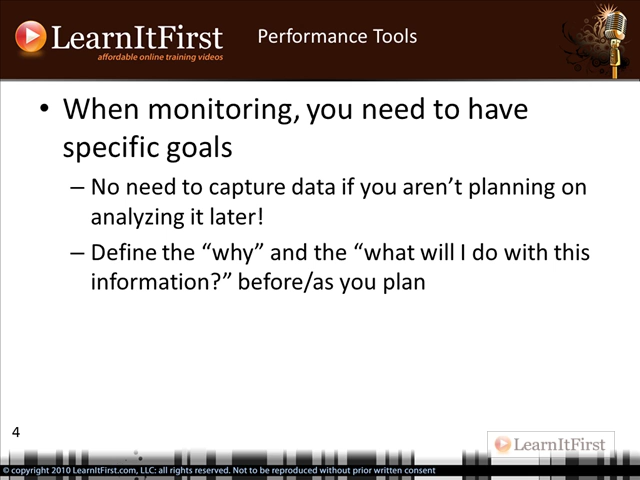 LearnItFirst
affordable online training videos
Performance Tools
• When monitoring, you need to have
specific goals
– No need to capture data if you aren’t planning on
analyzing it later!
– Define the “why” and the “what will I do with this
information?” before/as you plan
4
LearnItFirst
© copyright 2010 LearnItFirst.com, LLC: all rights reserved. Not to be reproduced without prior written consent